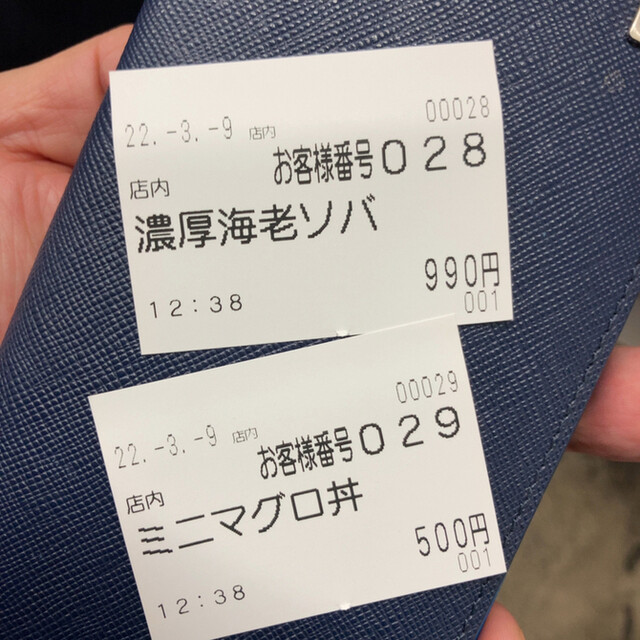 00028
22.-3.-9 店内
お客様番号028
店内
濃厚海老ソバ
990円
12:38
001
00029
22.-3.-9 店内
お客様番号029
店内
ミニマグロ丼
500円
12:38
001